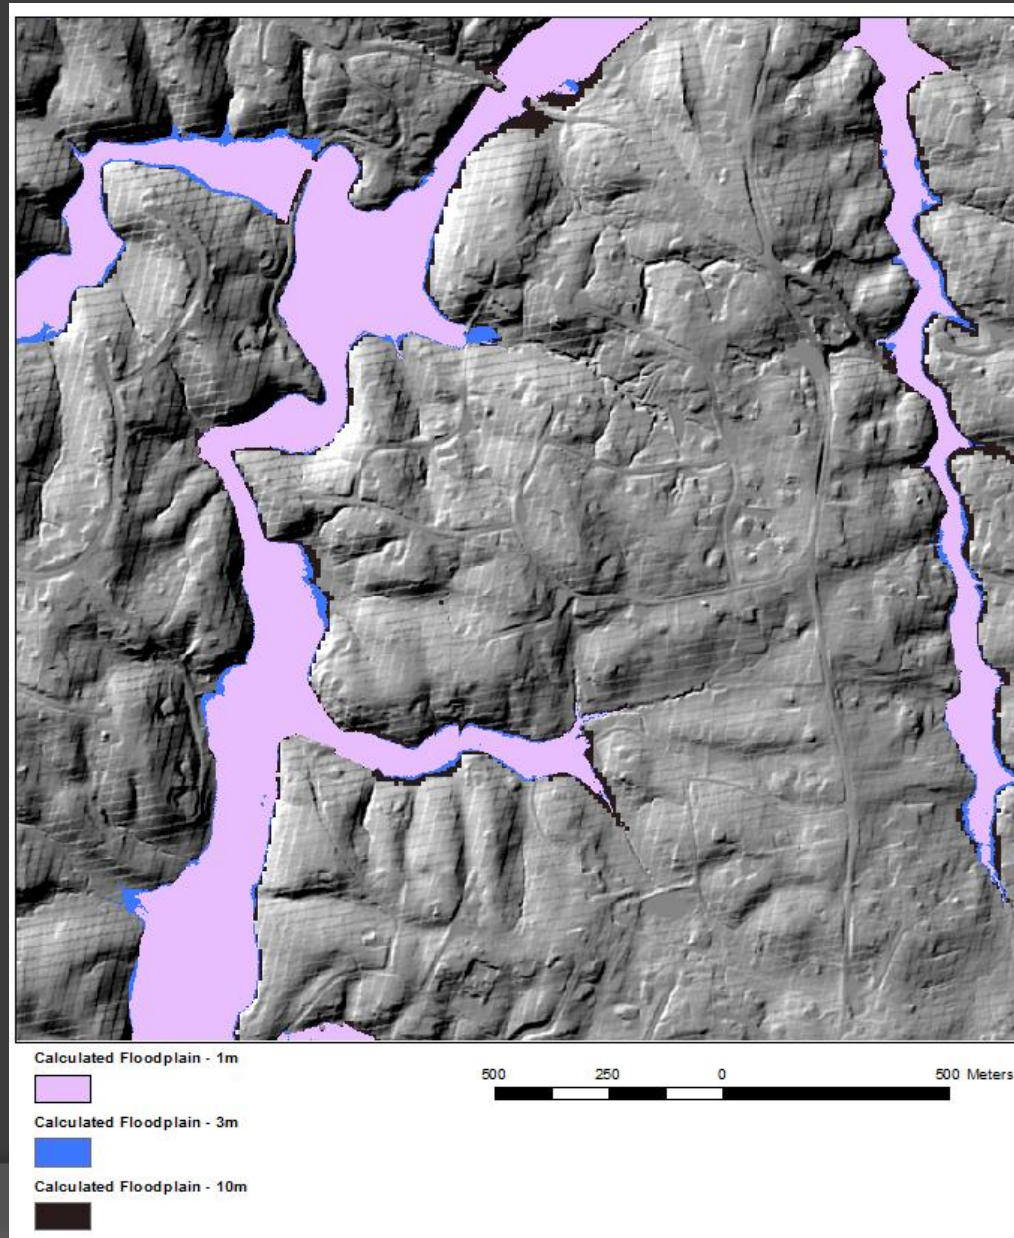 Calculated Floodplain - 1m
500 250 0 500 Meters
Calculated Floodplain - 3m
Calculated Floodplain - 10m